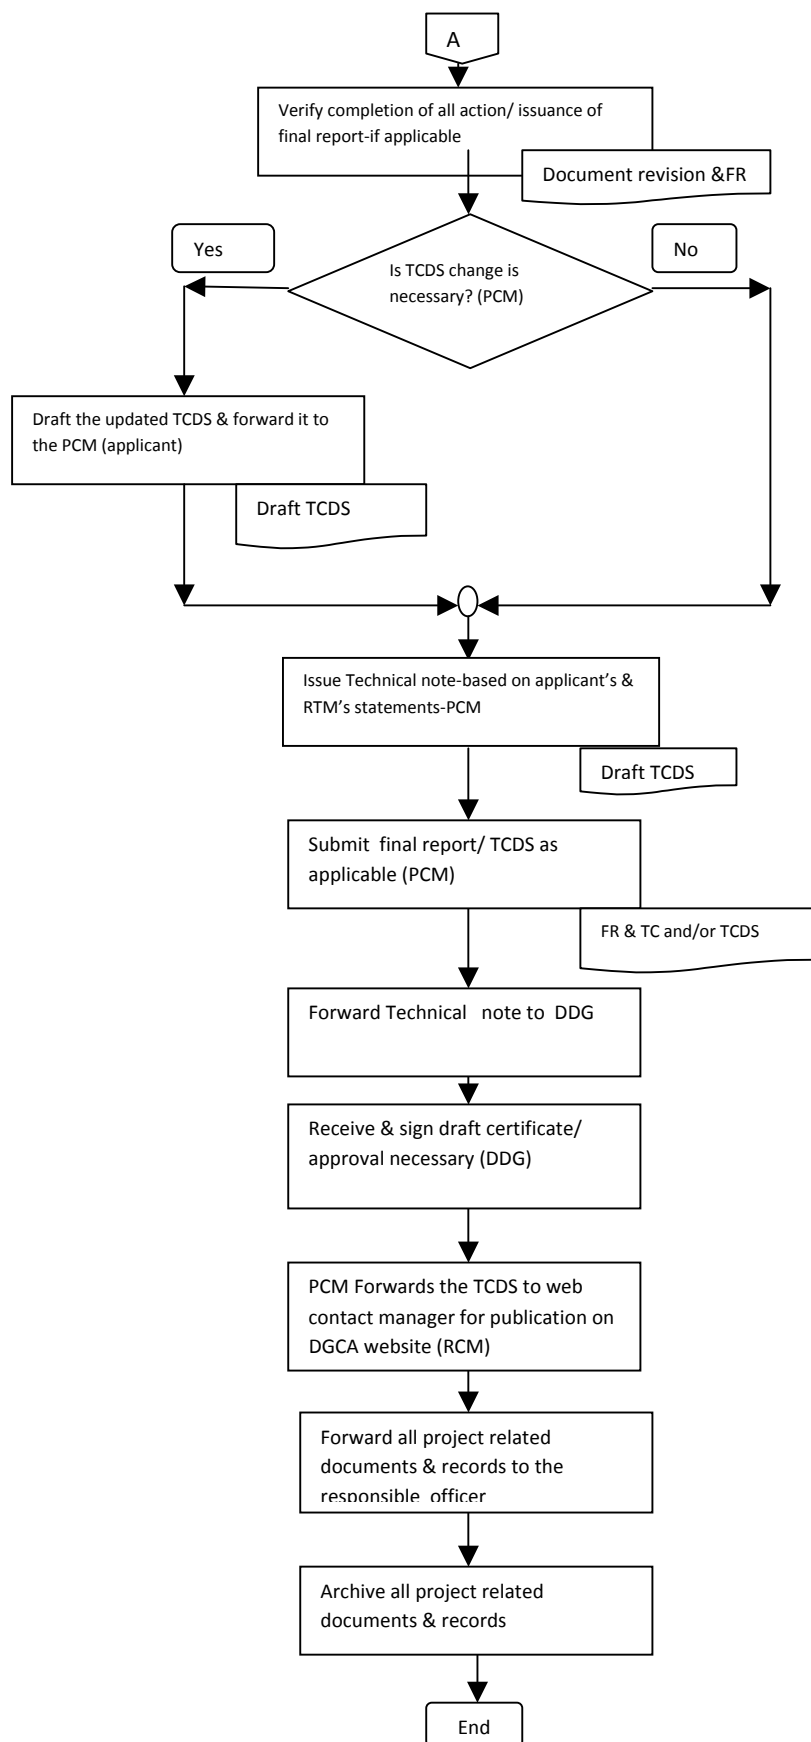 A
Verify completion of all action/ issuance of
final report-if applicable
Document revision &FR
Yes
No
Is TCDS change is
necessary? (PCM)
Draft the updated TCDS & forward it to
the PCM (applicant)
Draft TCDS
Issue Technical note-based on applicant’s &
RTM’s statements-PCM
Draft TCDS
Submit final report/ TCDS as
applicable (PCM)
FR & TC and/or TCDS
Forward Technical note to DDG
Receive & sign draft certificate/
approval necessary (DDG)
PCM Forwards the TCDS to web
contact manager for publication on
DGCA website (RCM)
Forward all project related
documents & records to the
responsible officer
Archive all project related
documents & records
End